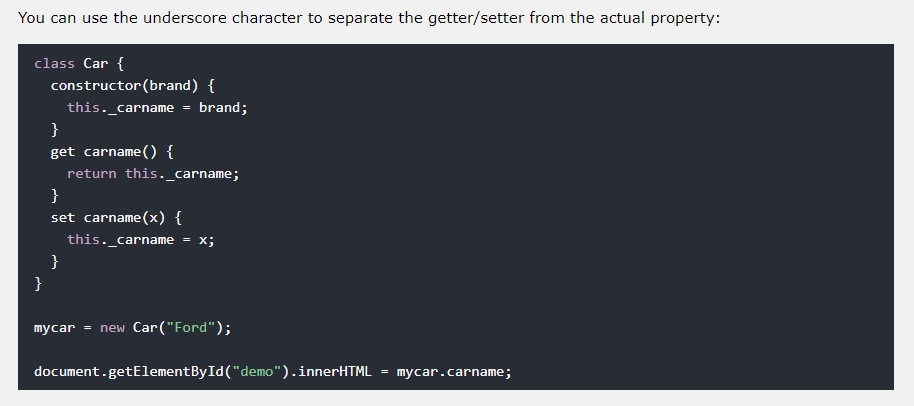 You can use the underscore character to separate the getter/setter from the actual property:
class Car {
  constructor(brand) {
    this._carname = brand;
  }
  get carname() {
    return this._carname;
  }
  set carname(x) {
    this._carname = x;
  }
}

mycar = new Car("Ford");

document.getElementById("demo").innerHTML = mycar.carname;